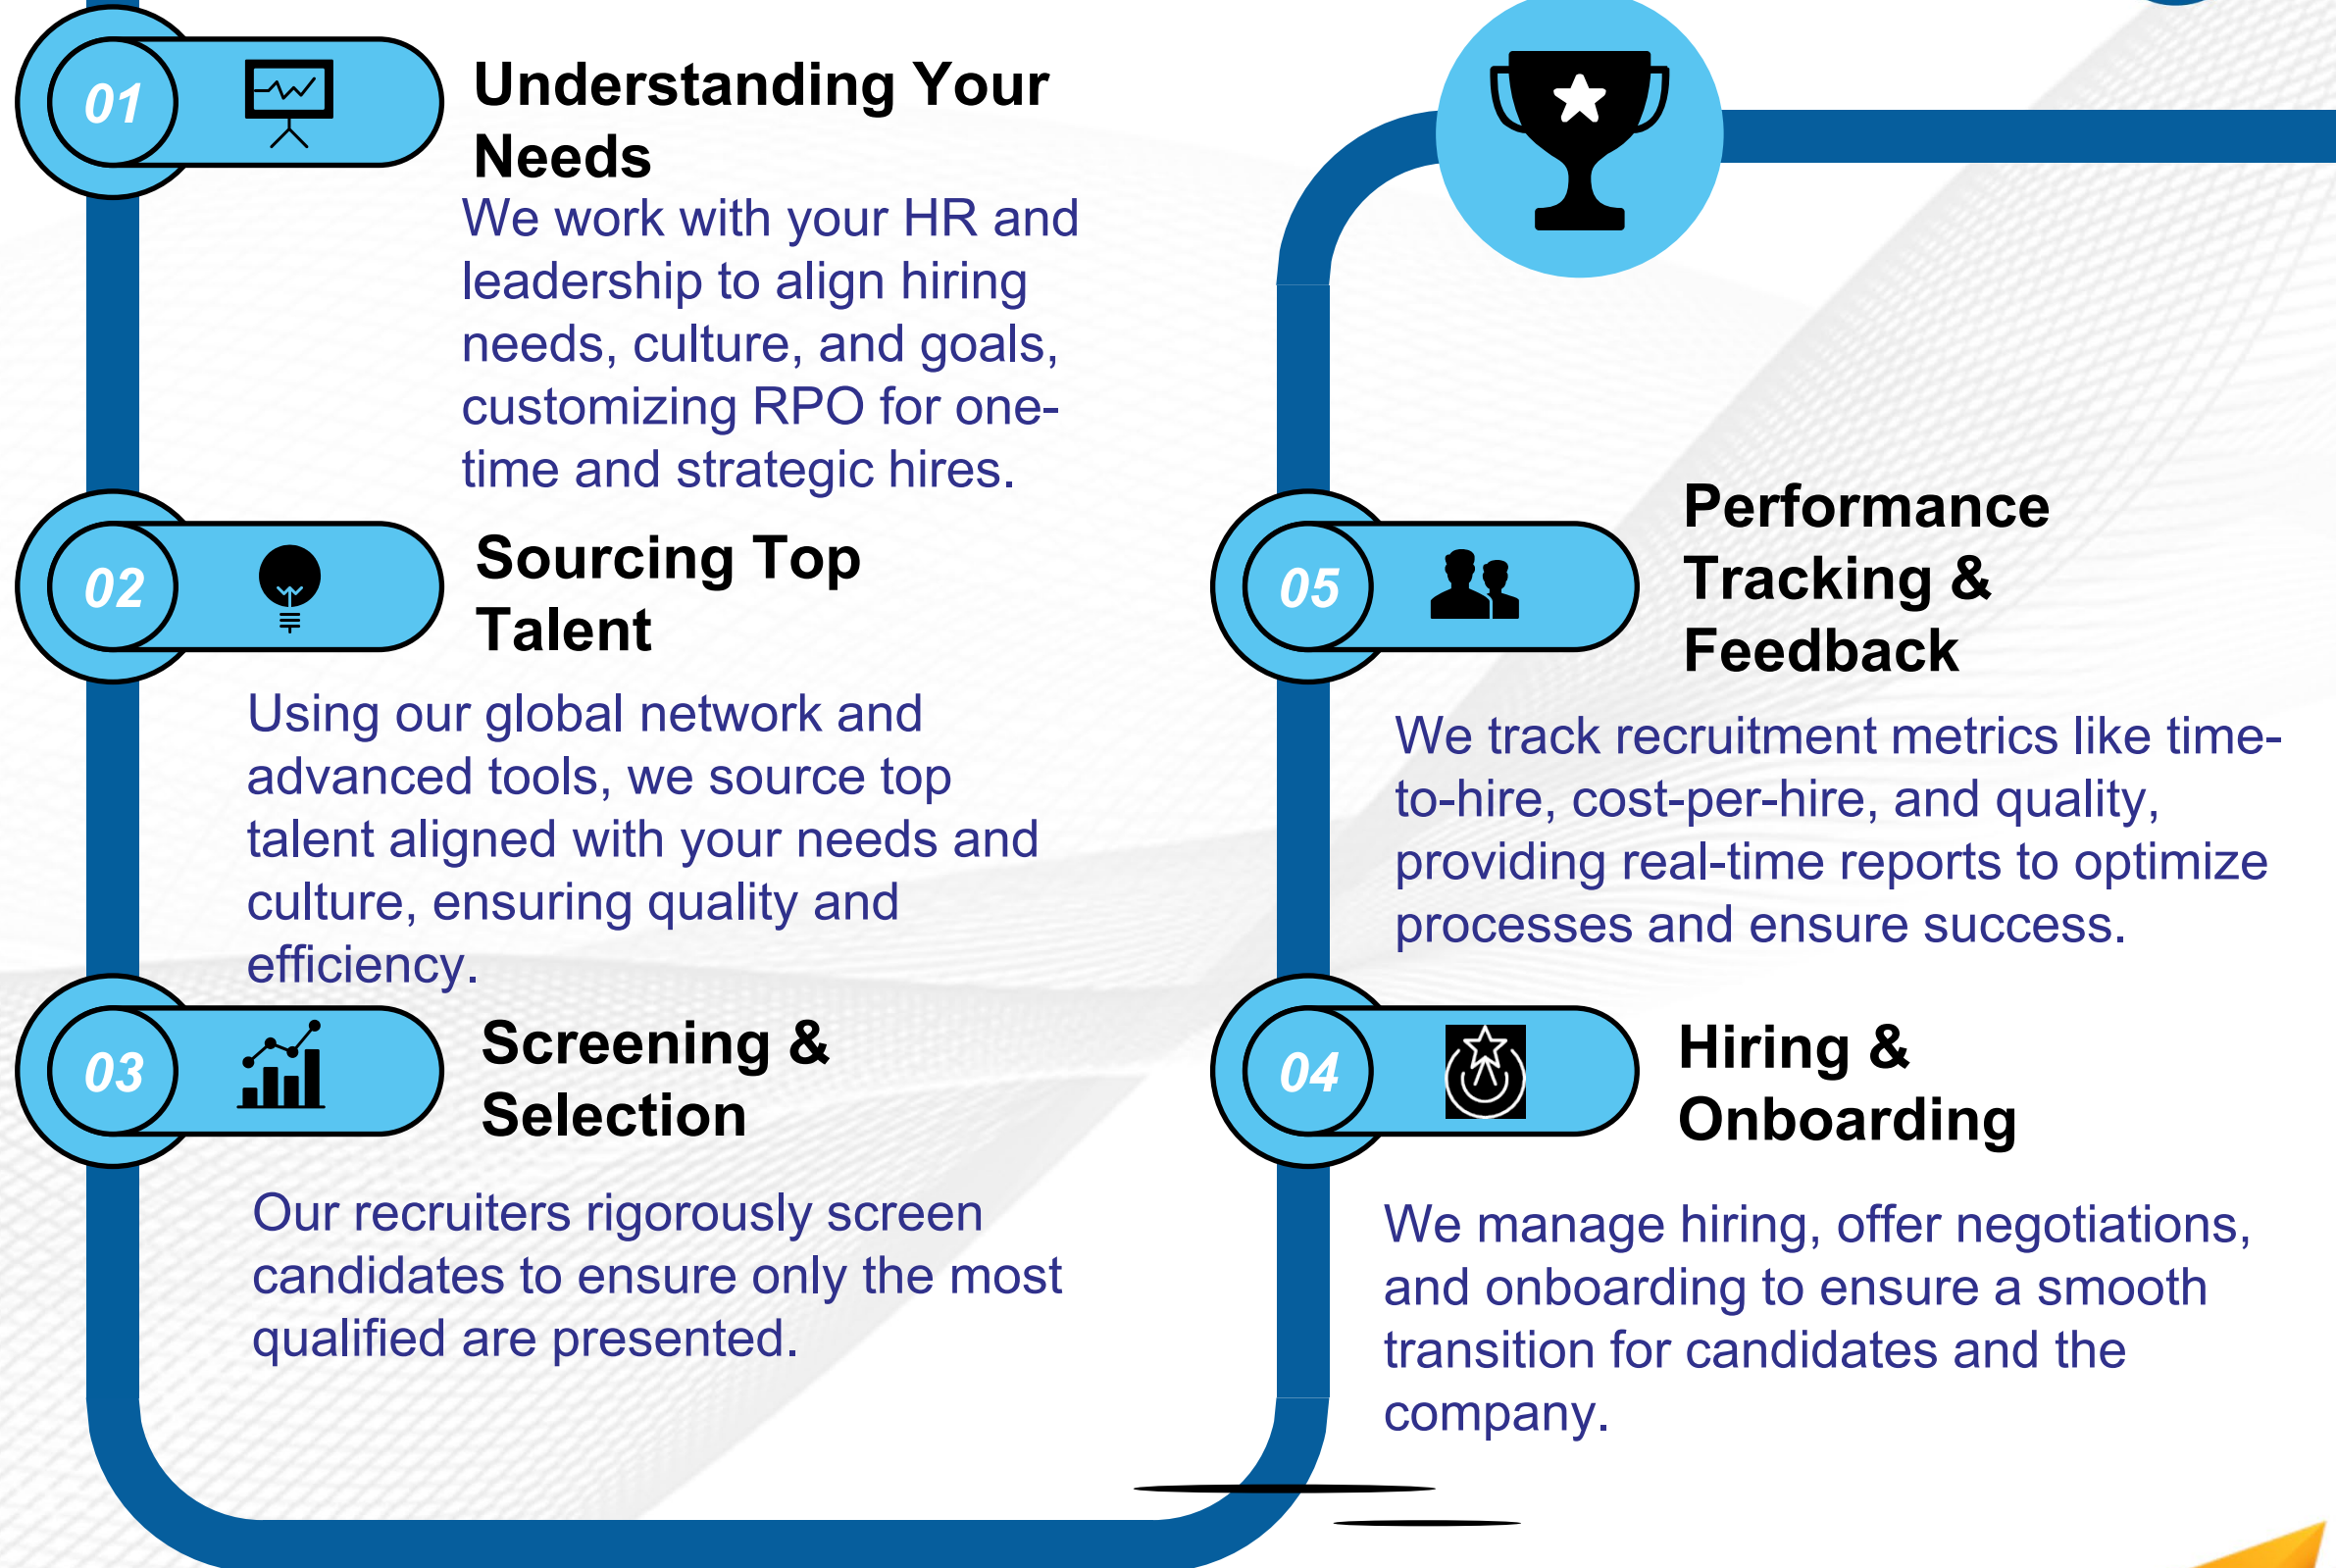 01
Understanding Your
Needs
We work with your HR and
leadership to align hiring
needs, culture, and goals,
customizing RPO for one-
time and strategic hires.
02
Sourcing Top
Talent
Using our global network and
advanced tools, we source top
talent aligned with your needs and
culture, ensuring quality and
efficiency.
03
Screening &
Selection
Our recruiters rigorously screen
candidates to ensure only the most
qualified are presented.
04
Hiring &
Onboarding
We manage hiring, offer negotiations,
and onboarding to ensure a smooth
transition for candidates and the
company.
05
Performance
Tracking &
Feedback
We track recruitment metrics like time-
to-hire, cost-per-hire, and quality,
providing real-time reports to optimize
processes and ensure success.